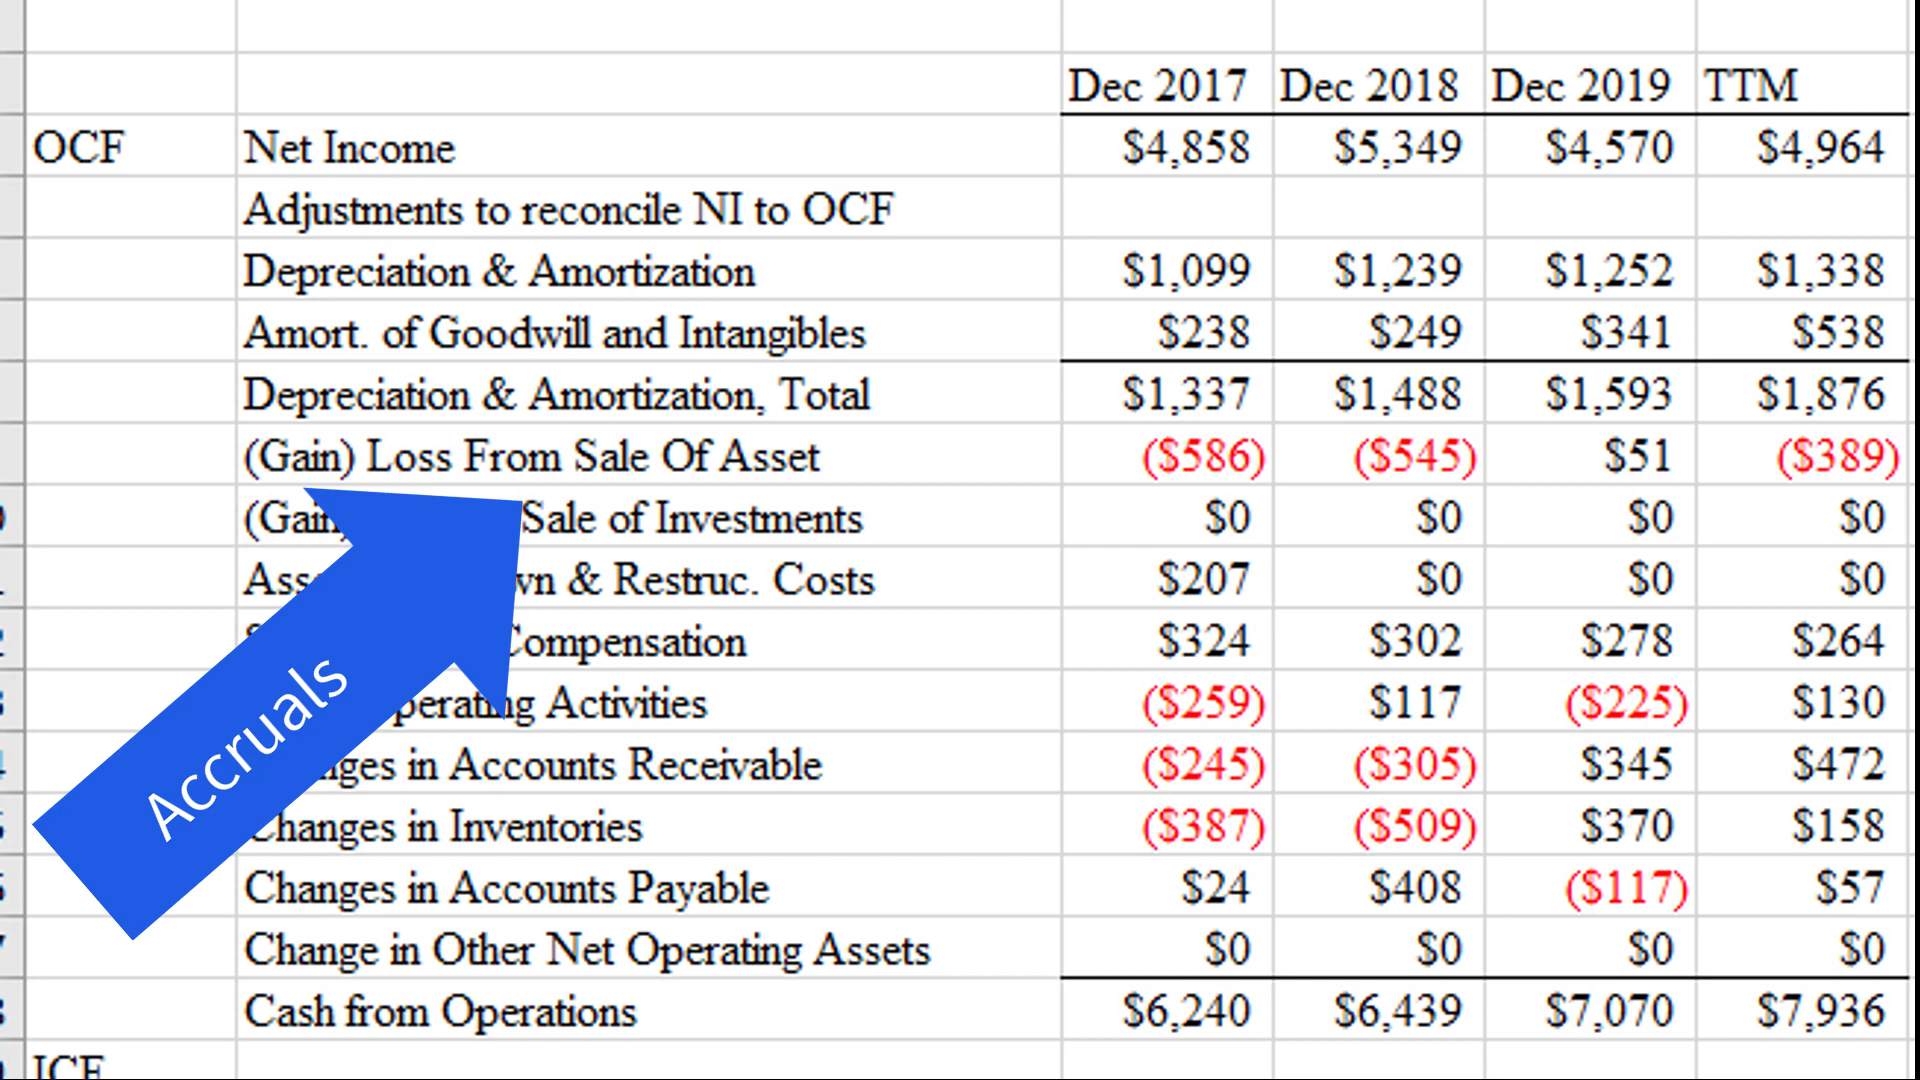 Dec 2017 Dec 2018 Dec 2019 TTM
OCF Net Income $4,858 $5,349 $4,570 $4,964
Adjustments to reconcile NI to OCF
Depreciation & Amortization $1,099 $1,239 $1,252 $1,338
Amort. of Goodwill and Intangibles $238 $249 $341 $538
Depreciation & Amortization, Total $1,337 $1,488 $1,593 $1,876
(Gain) Loss From Sale Of Asset ($586) ($545) $51 ($389)
Sale of Investments $0 $0 $0 $0
& Restruc. Costs $207 $0 $0 $0
Compensation $324 $302 $278 $264
Activities ($259) $117 ($225) $130
in Accounts Receivable ($245) ($305) $345 $472
Changes in Inventories ($387) ($509) $370 $158
Changes in Accounts Payable $24 $408 ($117) $57
Change in Other Net Operating Assets $0 $0 $0 $0
Cash from Operations $6,240 $6,439 $7,070 $7,936
ICF
Accruals